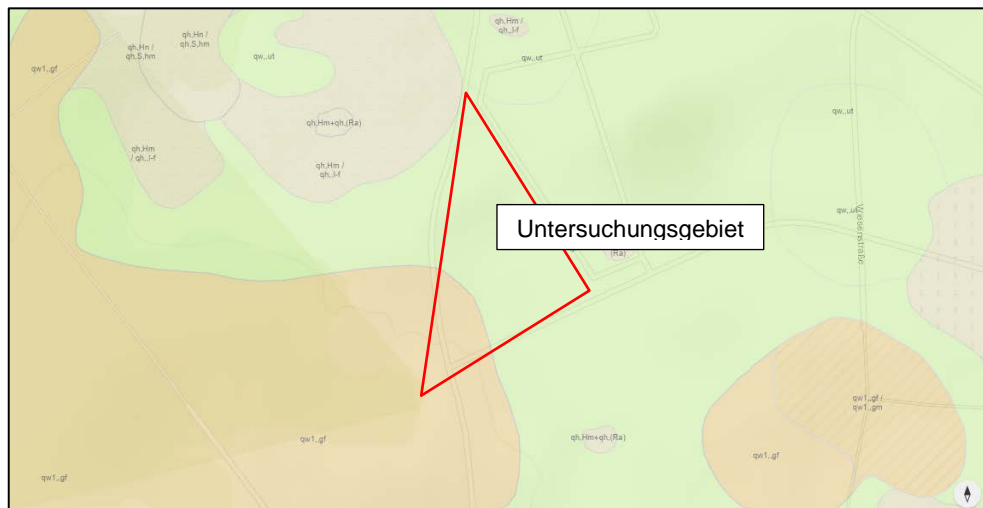 qh,Hn /
qh,S,hm
qh,Hn /
qh,S,hm
qh,Hm /
qh,,l-f
qw1,,gf
qw,,ut
qw,,ut
qw,,ut
qh,Hm+qh,(Ra)
qh,Hm
/ qh,,l-f
qh,Hm /
qh,,l-f
Untersuchungsgebiet
qw,,ut
Wiesenstraße
(Ra)
qw1,,gf /
qw1,,gm
qw1,,gf
qh,Hm+qh,(Ra)
qw1,,gf
qw1,,gf